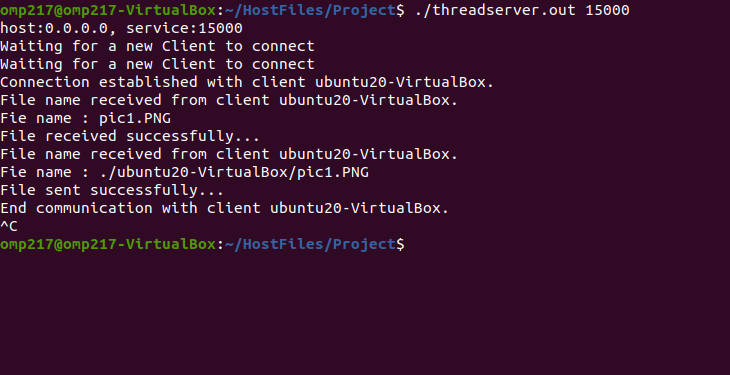 omp217@omp217-VirtualBox:~/HostFiles/Project$ ./threadserver.out 15000
host:0.0.0.0, service:15000
Waiting for a new Client to connect
Waiting for a new Client to connect
Connection established with client ubuntu20-VirtualBox.
File name received from client ubuntu20-VirtualBox.
Fie name : pic1.PNG
File received successfully...
File name received from client ubuntu20-VirtualBox.
Fie name : ./ubuntu20-VirtualBox/pic1.PNG
File sent successfully...
End communication with client ubuntu20-VirtualBox.
^C
omp217@omp217-VirtualBox:~/HostFiles/Project$